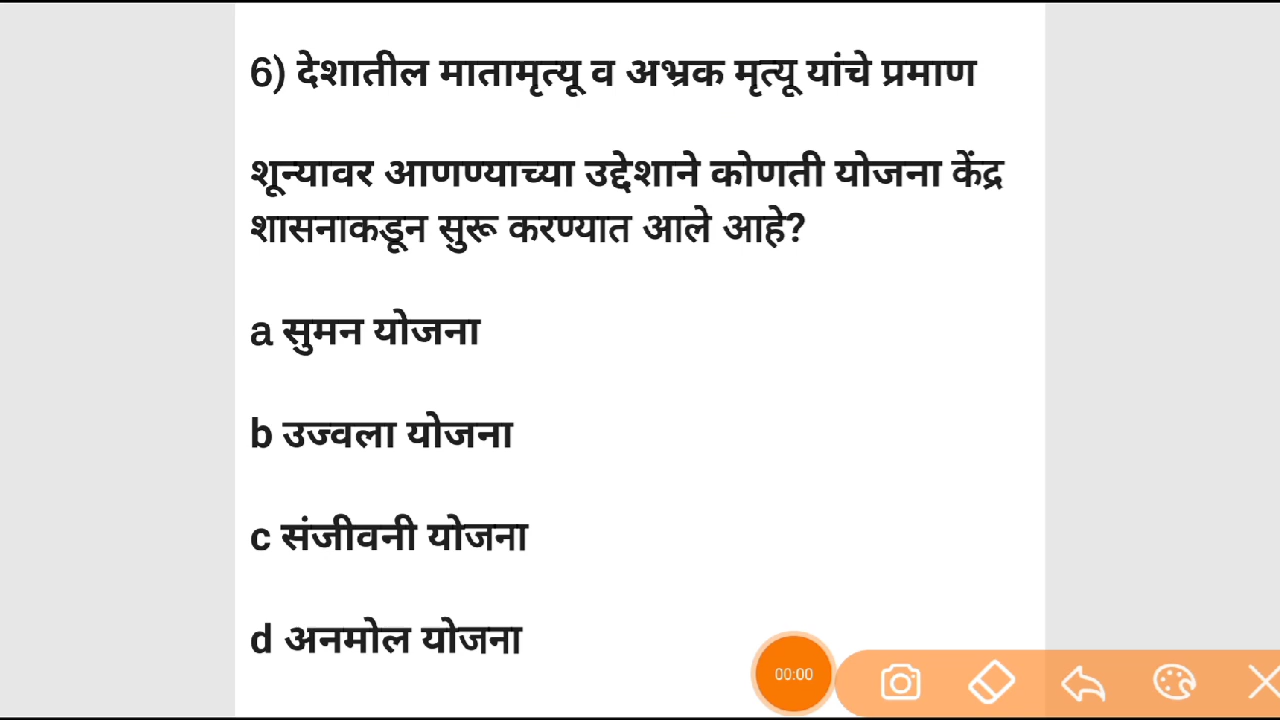 6) देशातील मातामृत्यू व अभ्रक मृत्यू यांचे प्रमाण
शून्यावर आणण्याच्या उद्देशाने कोणती योजना केंद्र
शासनाकडून सुरू करण्यात आले आहे?
a सुमन योजना
b उज्वला योजना
c संजीवनी योजना
d अनमोल योजना
00:00